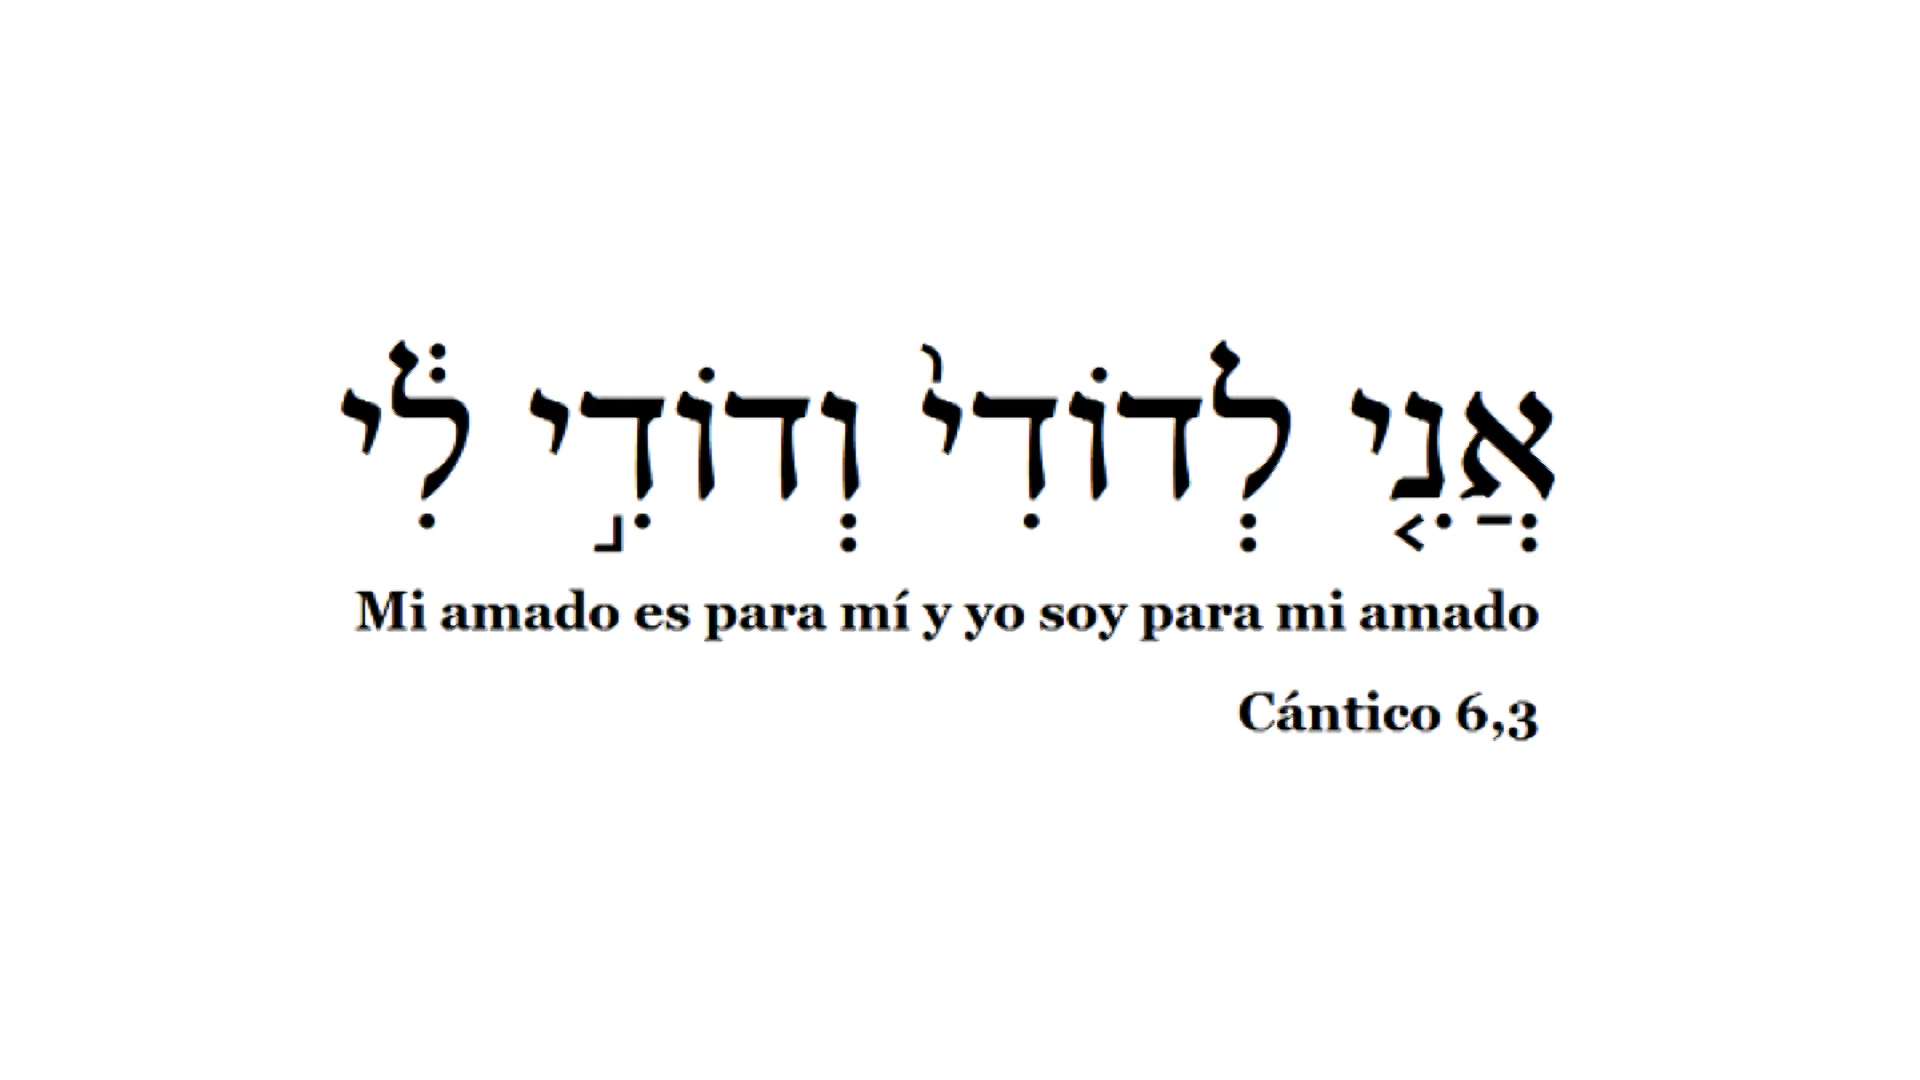 אֲנִ֤י לְדוֹדִי֙ וְדוֹדִ֣י לִ֔י
Mi amado es para mí y yo soy para mi amado
Cántico 6,3